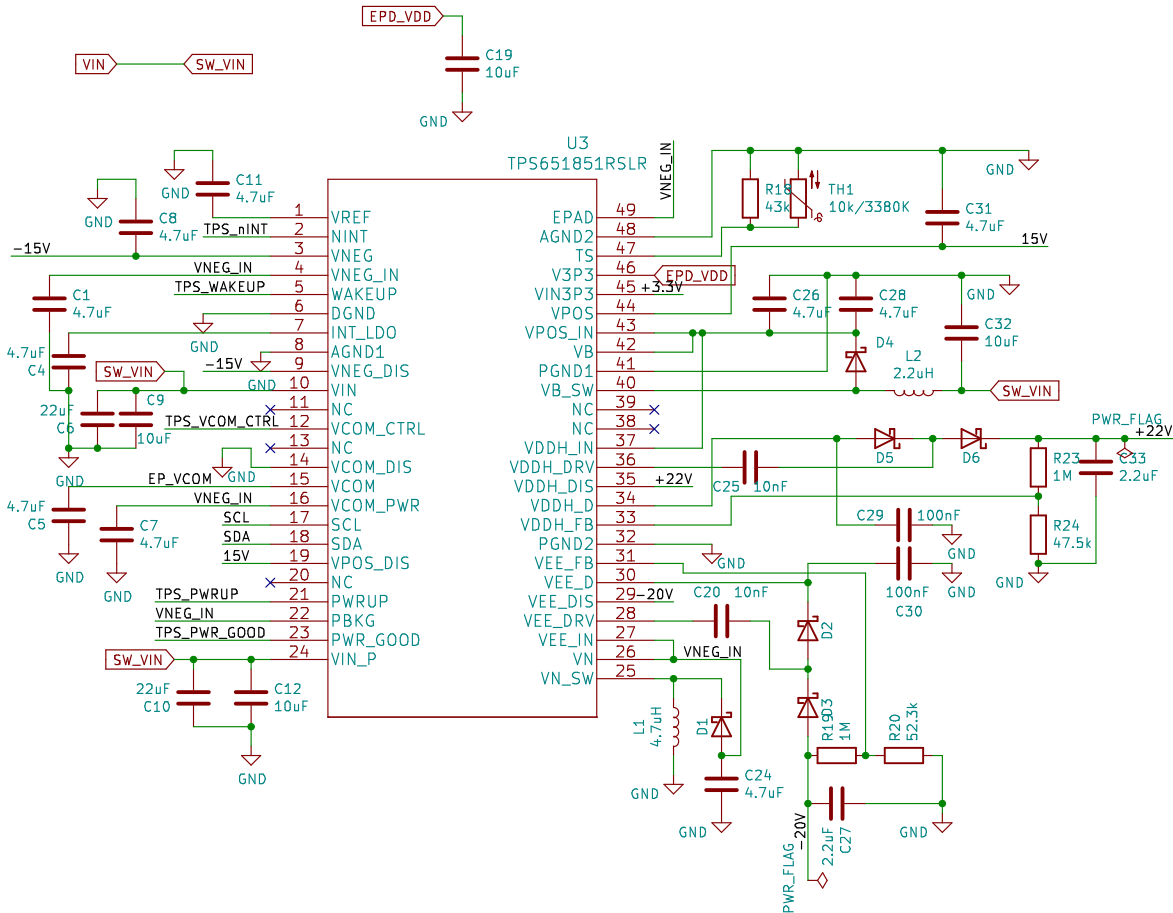 EPD_VDD
C19
10uF
GND
VIN
SW_VIN
U3
TPS651851RSLR
C11
4.7uF
GND
C8
4.7uF
GND
TPS_nINT
-15V
VNEG_IN
TPS_WAKEUP
C1
4.7uF
GND
4.7uF
C4
SW_VIN
-15V
GND
22uF
C6
C9
10uF
TPS_VCOM_CTRL
GND
GND
EP_VCOM
4.7uF
C5
VNEG_IN
C7
4.7uF
SCL
SDA
15V
GND
GND
TPS_PWRUP
VNEG_IN
TPS_PWR_GOOD
SW_VIN
22uF
C10
C12
10uF
GND
1 VREF
2 NINT
3 VNEG
4 VNEG_IN
5 WAKEUP
6 DGND
7 INT_LDO
8 AGND1
9 VNEG_DIS
10 VIN
11 NC
12 VCOM_CTRL
13 NC
14 VCOM_DIS
15 VCOM
16 VCOM_PWR
17 SCL
18 SDA
19 VPOS_DIS
20 NC
21 PWRUP
22 PBKG
23 PWR_GOOD
24 VIN_P
EPAD 49
AGND2 48
TS 47
V3P3 46
VIN3P3 45
VPOS 44
VPOS_IN 43
VB 42
PGND1 41
VB_SW 40
NC 39
NC 38
VDDH_IN 37
VDDH_DRV 36
VDDH_DIS 35
VDDH_D 34
VDDH_FB 33
PGND2 32
VEE_FB 31
VEE_D 30
VEE_DIS 29
VEE_DRV 28
VEE_IN 27
VN 26
VN_SW 25
VNEG_IN
R18
43k
TH1
10k/3380K
C31
4.7uF
GND
15V
EPD_VDD
+3.3V
C26
4.7uF
C28
4.7uF
GND
C32
10uF
D4
L2
2.2uH
SW_VIN
D5
D6
PWR_FLAG
+22V
C25
10nF
+22V
R23
1M
C33
2.2uF
R24
47.5k
GND
C29
100nF
GND
GND
100nF
C30
GND
-20V
C20
10nF
D2
VNEG_IN
D3
R19
1M
R20
52.3k
L1
4.7uH
D1
GND
C24
4.7uF
GND
-20V
2.2uF
C27
GND
PWR_FLAG